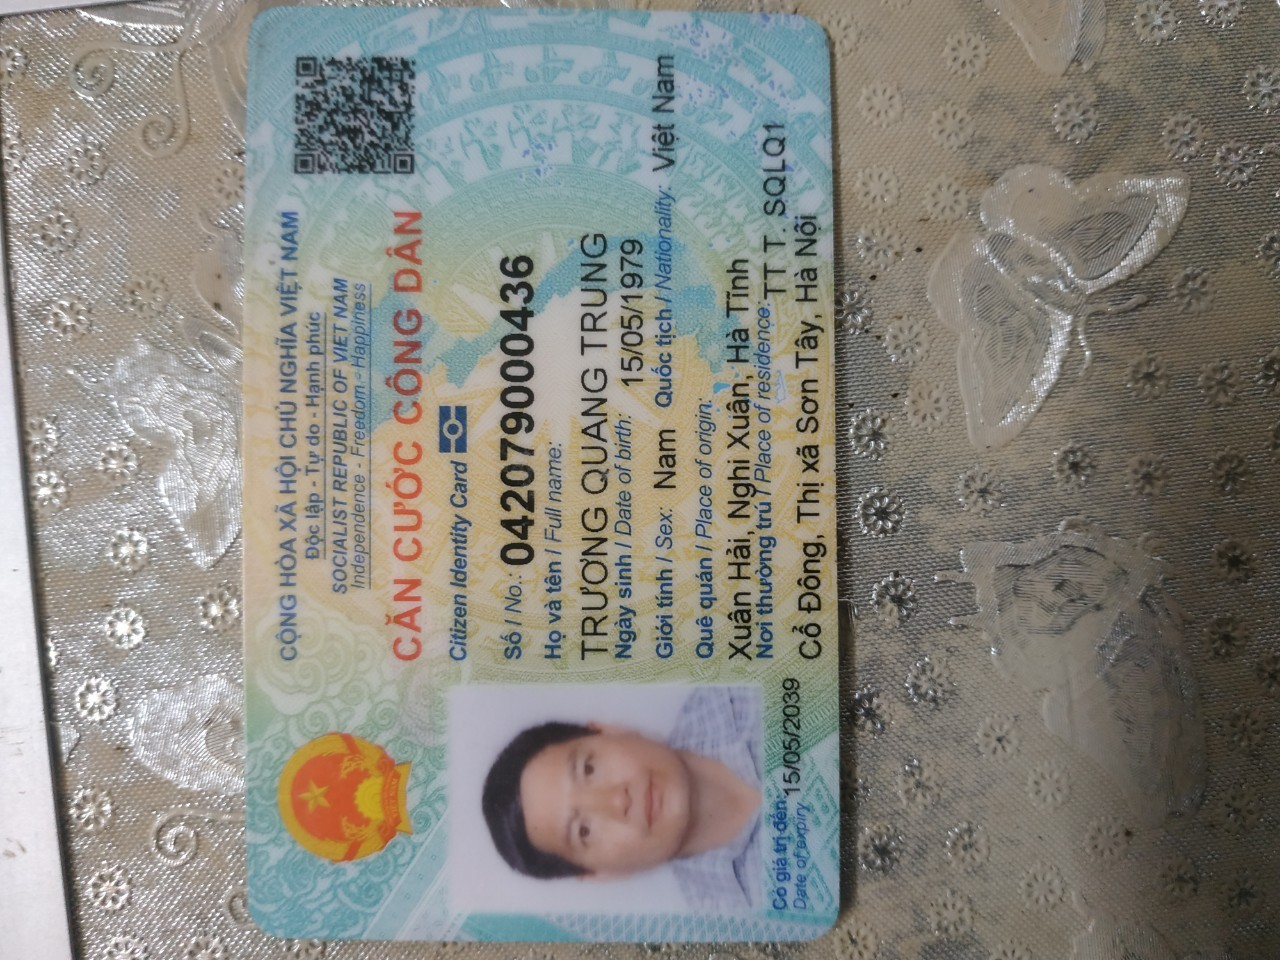 CỘNG HÒA XÃ HỘI CHỦ NGHĨA VIỆT NAM
Độc lập - Tự do - Hạnh phúc
SOCIALIST REPUBLIC OF VIET NAM
Independence - Freedom - Happiness
CĂN CƯỚC CÔNG DÂN
Citizen Identity Card
Số / No.: 042079000436
Họ và tên / Full name:
TRƯƠNG QUANG TRUNG
Ngày sinh / Date of birth: 15/05/1979
Giới tính / Sex: Nam Quốc tịch / Nationality: Việt Nam
Quê quán / Place of origin:
Xuân Hải, Nghi Xuân, Hà Tĩnh
Nơi thường trú / Place of residence: TT T. SQLQ1
Cổ Đông, Thị xã Sơn Tây, Hà Nội
Có giá trị đến: 15/05/2039
Date of expiry